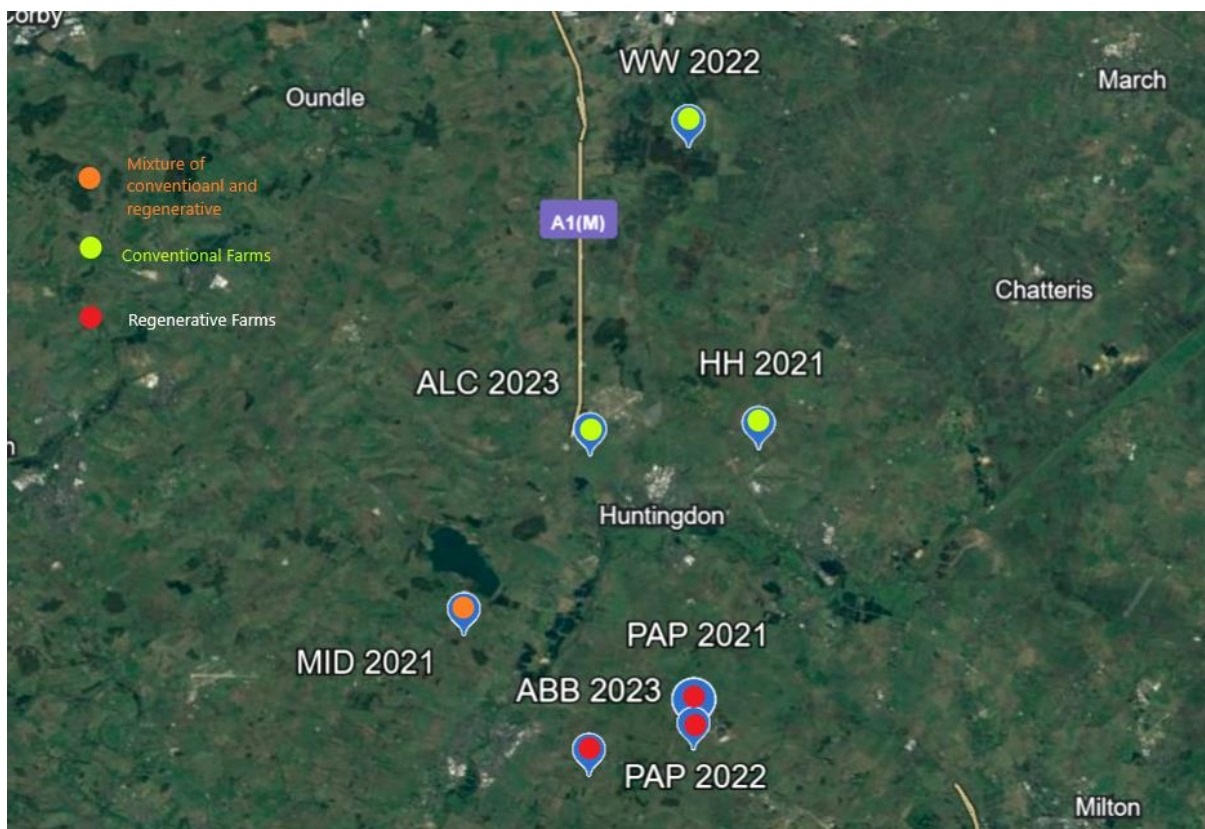 Corby
WW 2022
Oundle
March
Mixture of
conventioanl and
regenerative
A1(M)
Conventional Farms
Chatteris
Regenerative Farms
HH 2021
ALC 2023
Huntingdon
PAP 2021
MID 2021
ABB 2023
PAP 2022
Milton